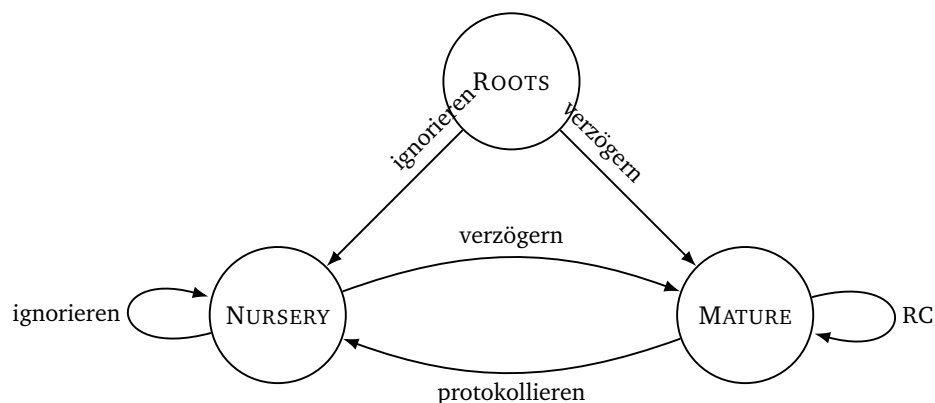 ROOTS
ignorieren
verzögern
verzögern
ignorieren
NURSERY
MATURE
RC
protokollieren